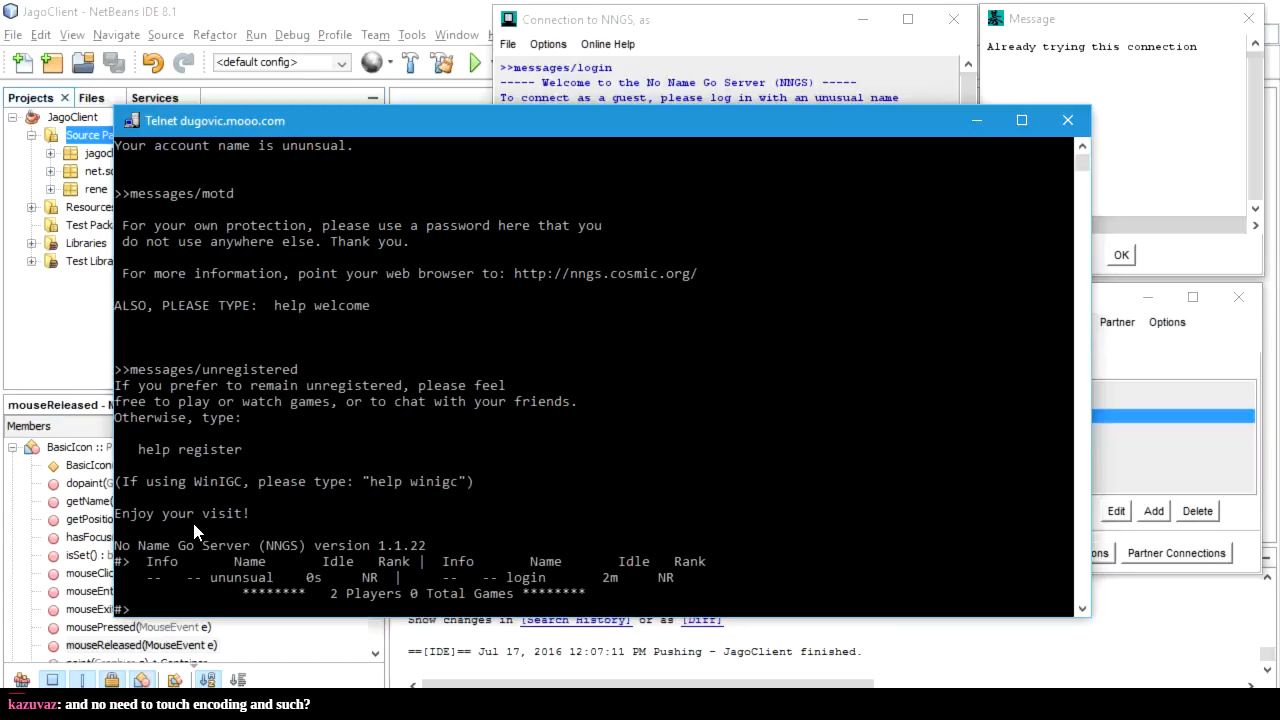 JagoClient - NetBeans IDE 8.1
File Edit View Navigate Source Refactor Run Debug Profile Team Tools Window
<default config>
Projects Files Services
JagoClient
Source Pa
jagocl
net.sc
rene
Resources
Test Pack
Libraries
Test Libra
mouseReleased -
Members
BasicIcon :: P
BasicIcon(
dopaint(G
getName(
getPositio
hasFocus
isSet() : b
mouseClic
mouseEnt
mouseExi
mousePressed(MouseEvent e)
mouseReleased(MouseEvent e)
Connection to NNGS, as
File Options Online Help
>>messages/login
----- Welcome to the No Name Go Server (NNGS) -----
To connect as a guest, please log in with an unusual name
Message
Already trying this connection
OK
Telnet dugovic.mooo.com
Your account name is ununsual.
>>messages/motd
For your own protection, please use a password here that you
do not use anywhere else. Thank you.
For more information, point your web browser to: http://nngs.cosmic.org/
ALSO, PLEASE TYPE:  help welcome
>>messages/unregistered
If you prefer to remain unregistered, please feel
free to play or watch games, or to chat with your friends.
Otherwise, type:
help register
(If using WinIGC, please type: "help winigc")
Enjoy your visit!
No Name Go Server (NNGS) version 1.1.22
#>  Info       Name       Idle   Rank |  Info       Name       Idle   Rank
--   -- ununsual    0s     NR  |     --   -- login       2m     NR
********   2 Players 0 Total Games ********
#>
Partner Options
Edit Add Delete
ons Partner Connections
Show changes in [Search History] or as [Diff]
==[IDE]== Jul 17, 2016 12:07:11 PM Pushing - JagoClient finished.
kazuvaz: and no need to touch encoding and such?